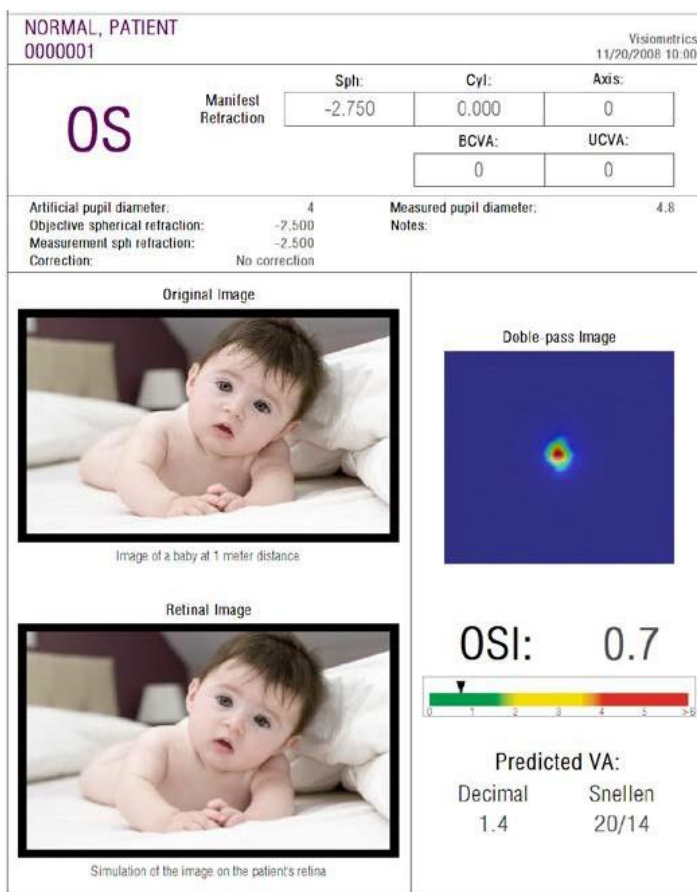 NORMAL, PATIENT
0000001
Visiometrics
11/20/2008 10:00
OS
Manifest
Refraction
Sph: Cyl: Axis:
-2.750 0.000 0
BCVA: UCVA:
0 0
Artificial pupil diameter: 4 Measured pupil diameter: 4.8
Objective spherical refraction: -2.500 Notes:
Measurement sph refraction: -2.500
Correction: No correction
Original Image
Image of a baby at 1 meter distance
Retinal Image
Simulation of the image on the patient's retina
Doble-pass Image
OSI: 0.7
0 1 2 3 4 5 >6
Predicted VA:
Decimal Snellen
1.4 20/14